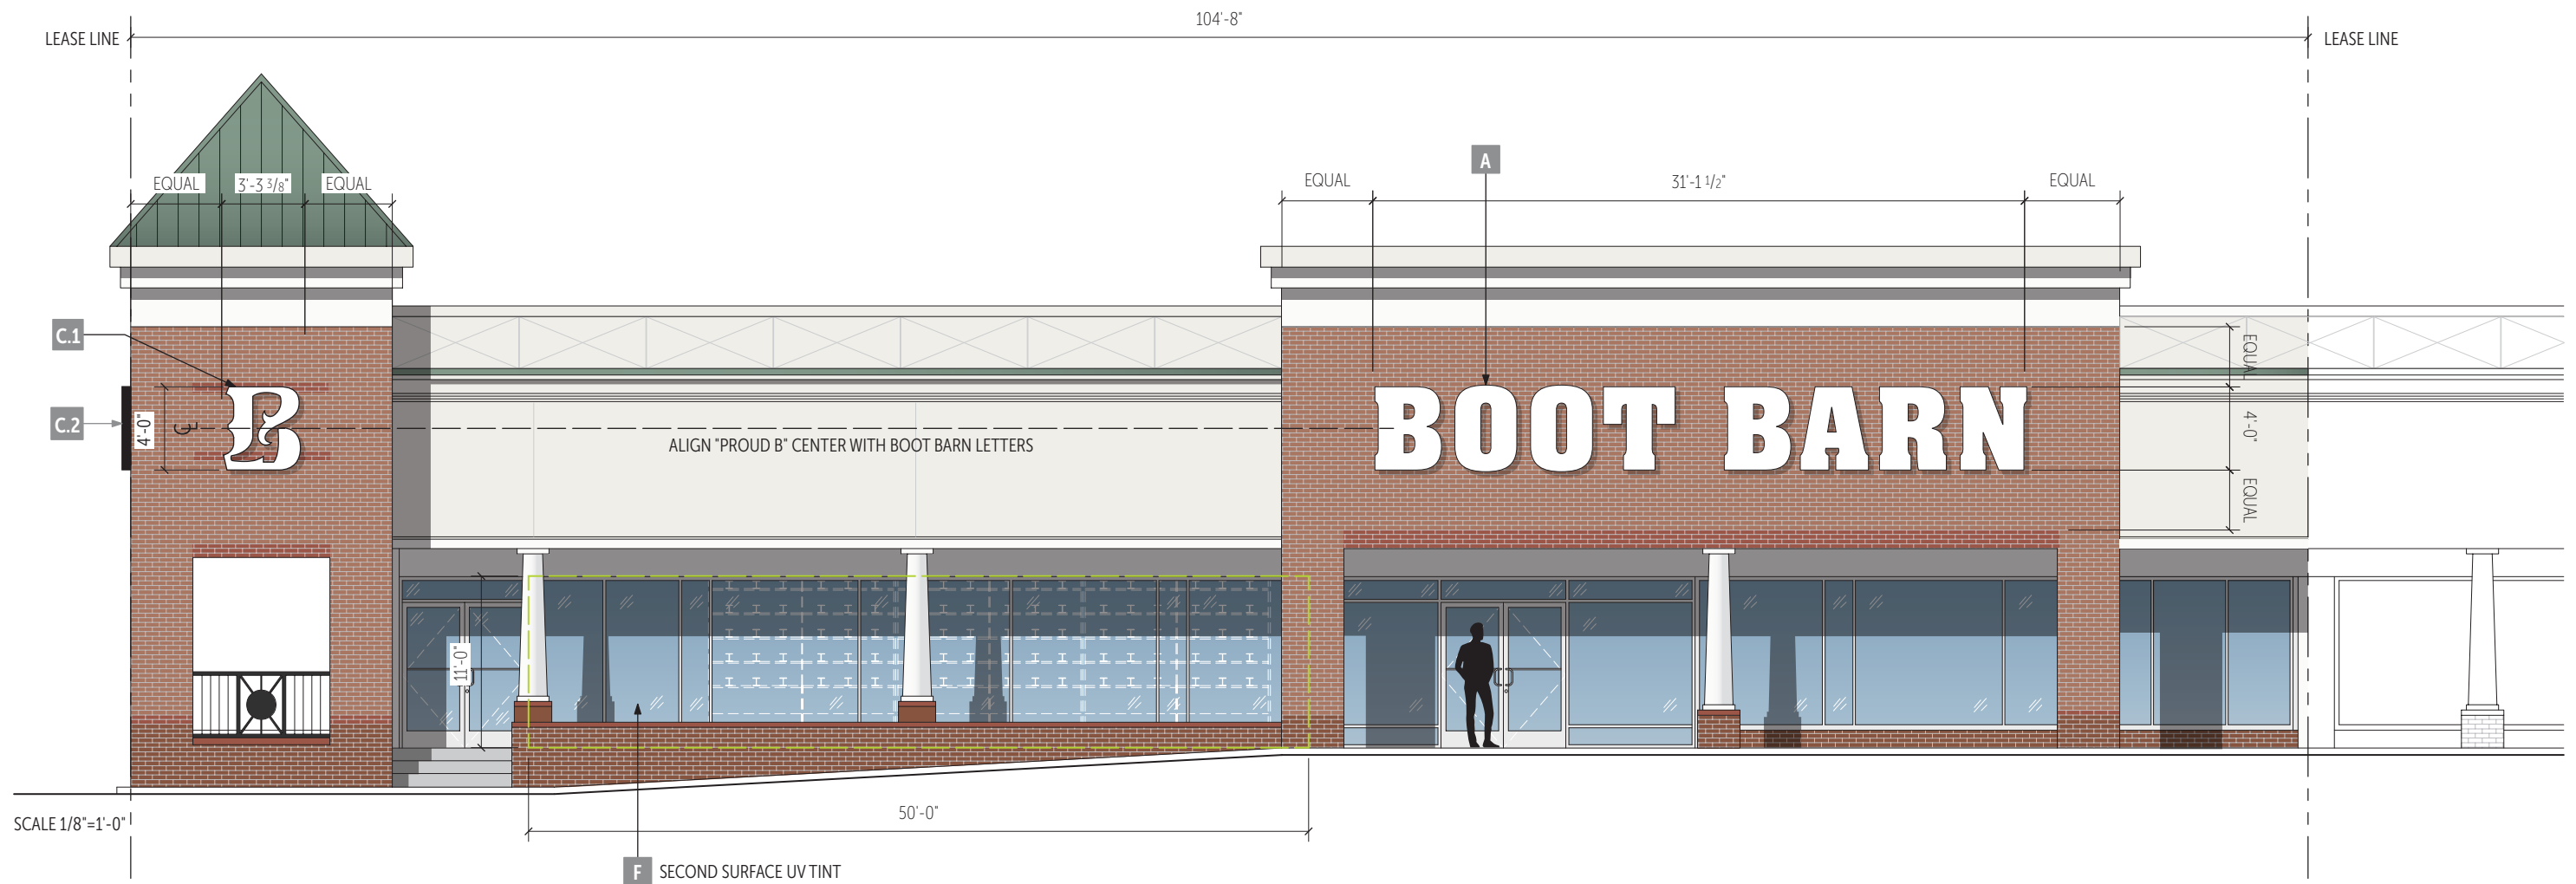 104'-8"
LEASE LINE
LEASE LINE
A
EQUAL
3'-3 3/8"
EQUAL
EQUAL
31'-1 1/2"
EQUAL
C.1
EQUAL
C.2
4'-0"
CL
B
ALIGN "PROUD B" CENTER WITH BOOT BARN LETTERS
BOOT BARN
4'-0"
EQUAL
11'-0"
50'-0"
SCALE 1/8"=1'-0"
F SECOND SURFACE UV TINT